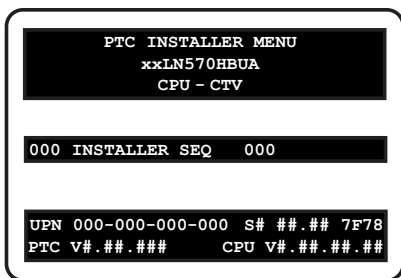 PTC INSTALLER MENU
xxLN570HBUA
CPU - CTV
000 INSTALLER SEQ 000
UPN 000-000-000-000 S# ##.## 7F78
PTC V#.##.### CPU V#.##.##.##